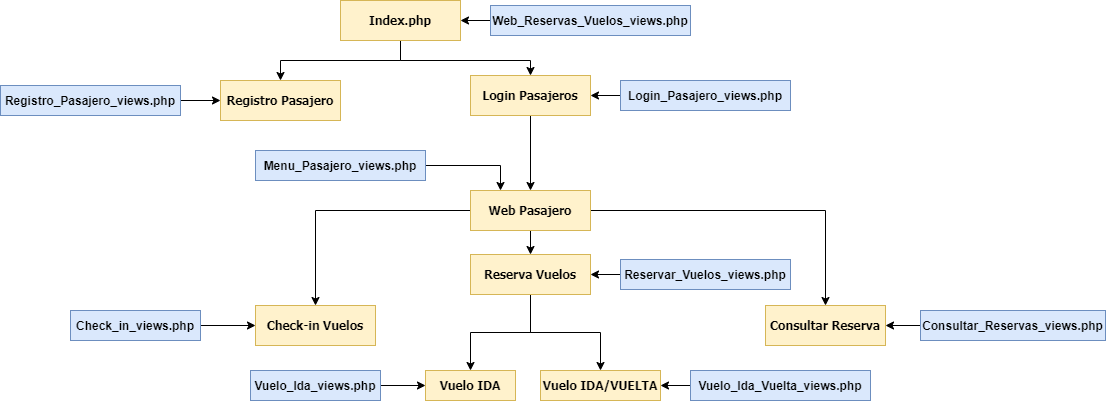 Index.php
Web_Reservas_Vuelos_views.php
Registro_Pasajero_views.php
Registro Pasajero
Login Pasajeros
Login_Pasajero_views.php
Menu_Pasajero_views.php
Web Pasajero
Reserva Vuelos
Reservar_Vuelos_views.php
Check_in_views.php
Check-in Vuelos
Consultar Reserva
Consultar_Reservas_views.php
Vuelo_Ida_views.php
Vuelo IDA
Vuelo IDA/VUELTA
Vuelo_Ida_Vuelta_views.php